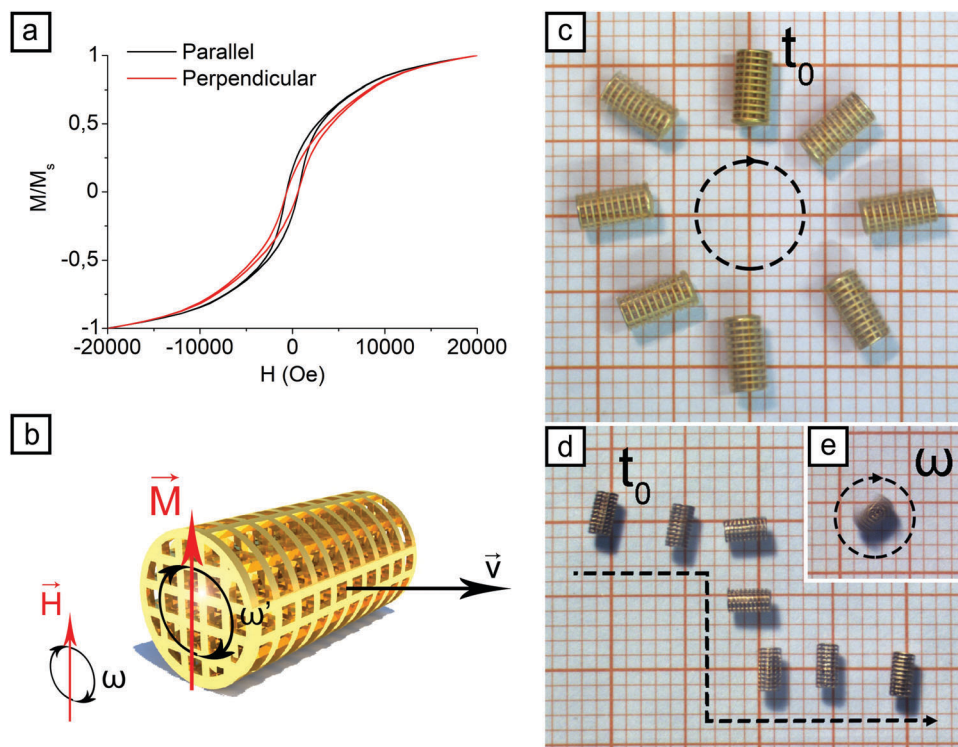 a
Parallel
Perpendicular
1
0,5
0
-0,5
-1
M/Mₛ
-20000
-10000
0
10000
20000
H (Oe)
b
M
H
ω
ω'
v
c
t₀
d
t₀
e
ω